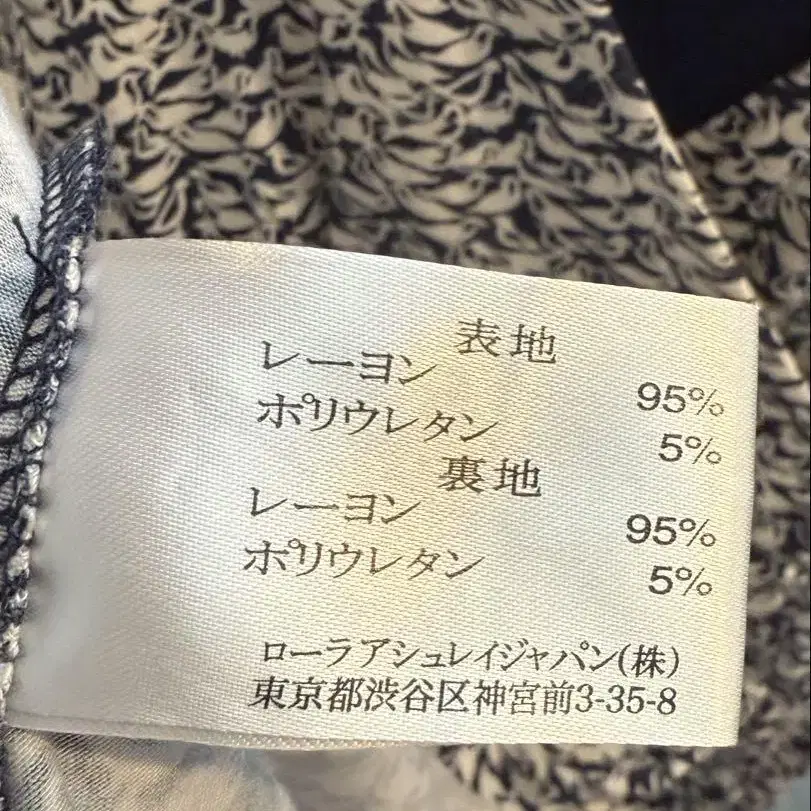 表地
レーヨン 95%
ポリウレタン 5%
裏地
レーヨン 95%
ポリウレタン 5%
ローラアシュレイジャパン(株)
東京都渋谷区神宮前3-35-8